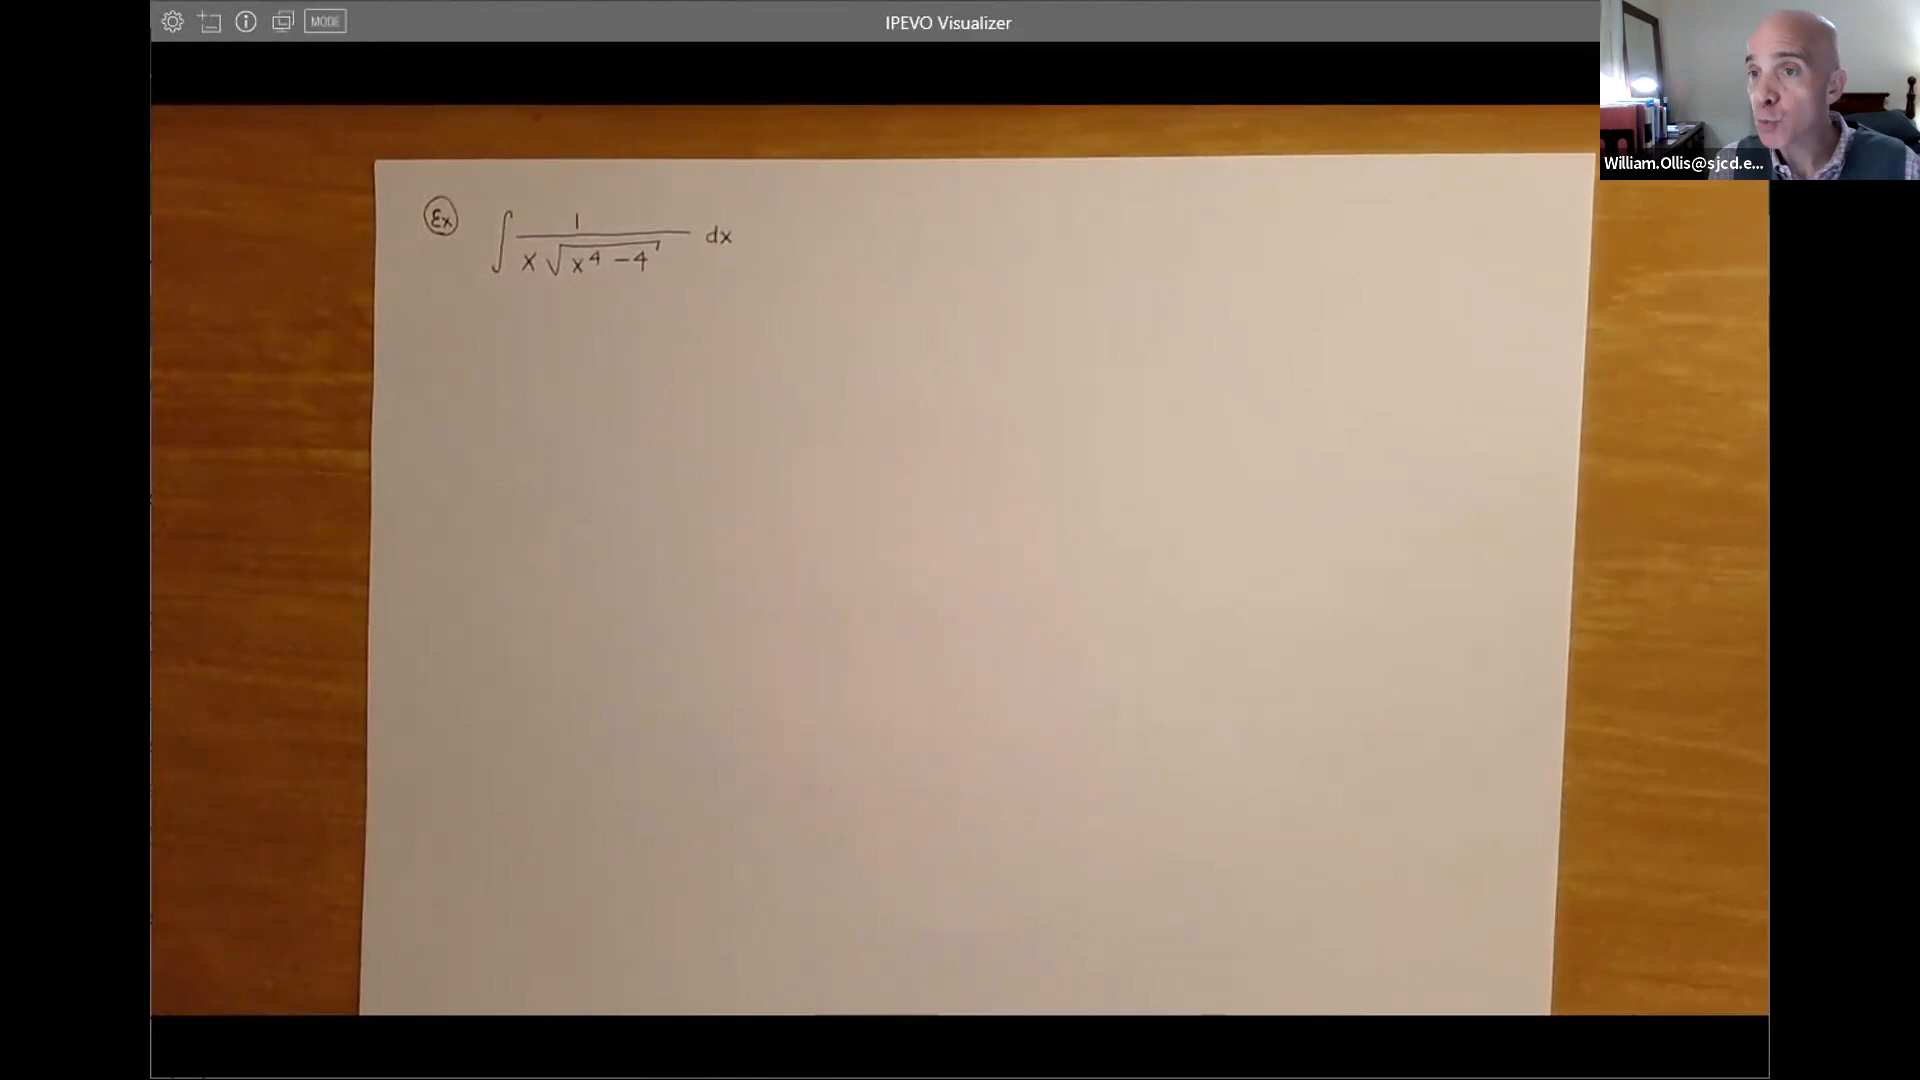 MODE
IPEVO Visualizer
William.Ollis@sjcd.e...
Ex ∫ 1 / (x √(x⁴ - 4)) dx